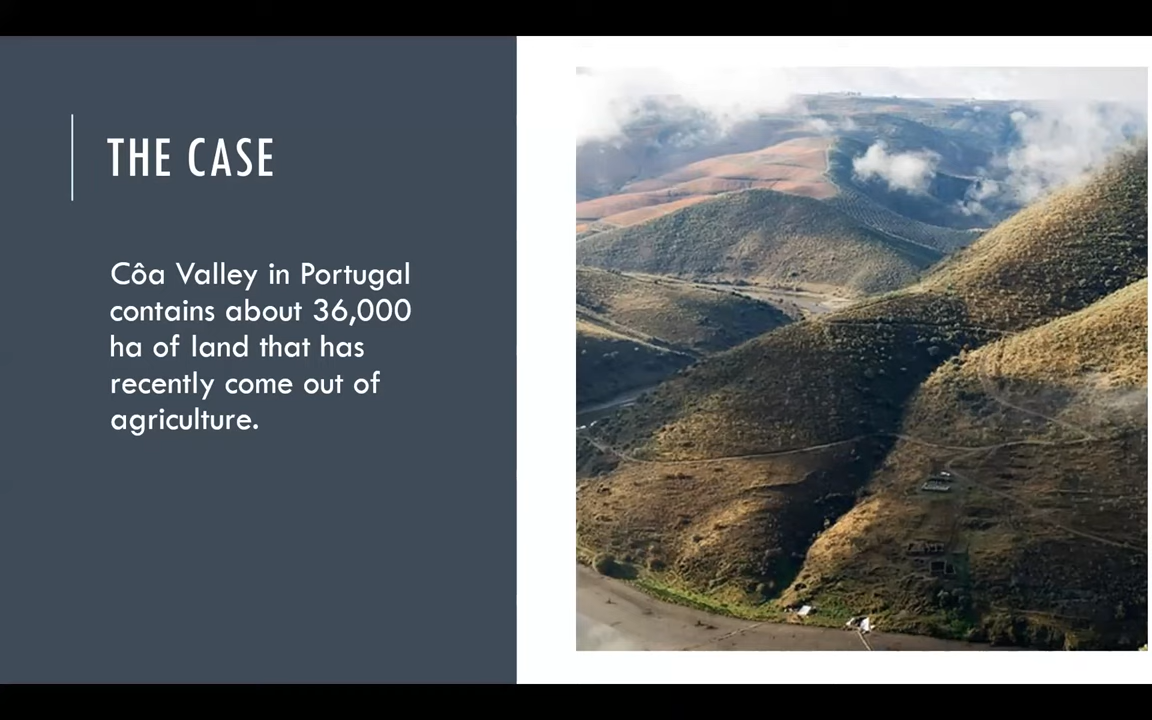 THE CASE
Côa Valley in Portugal
contains about 36,000
ha of land that has
recently come out of
agriculture.